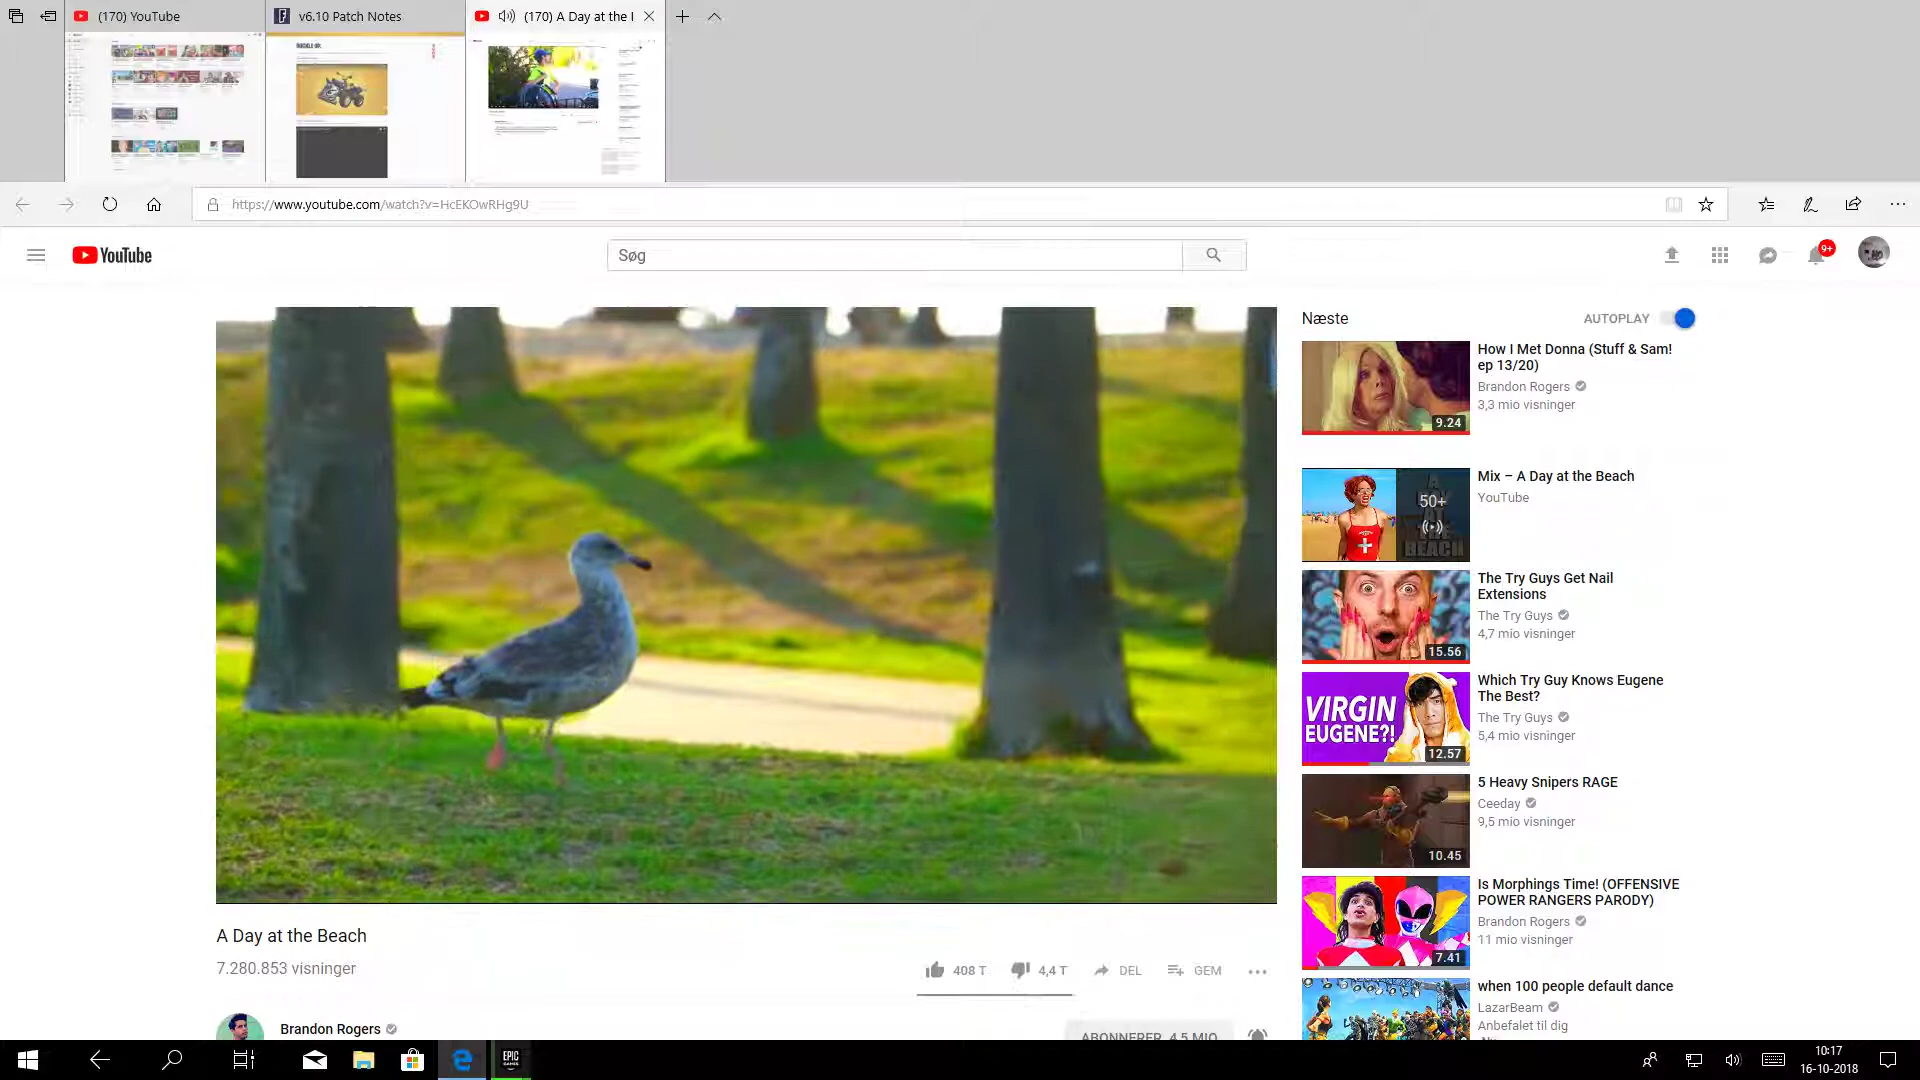 (170) YouTube
v6.10 Patch Notes
(170) A Day at the
https://www.youtube.com/watch?v=HcEKOwRHg9U
YouTube
Søg
9+
Næste
AUTOPLAY
How I Met Donna (Stuff & Sam!
ep 13/20)
Brandon Rogers
3,3 mio visninger
9.24
Mix – A Day at the Beach
YouTube
50+
A
DAY
AT
THE
BEACH
The Try Guys Get Nail
Extensions
The Try Guys
4,7 mio visninger
15.56
Which Try Guy Knows Eugene
The Best?
The Try Guys
5,4 mio visninger
VIRGIN
EUGENE?!
12.57
5 Heavy Snipers RAGE
Ceeday
9,5 mio visninger
10.45
Is Morphings Time! (OFFENSIVE
POWER RANGERS PARODY)
Brandon Rogers
11 mio visninger
7.41
when 100 people default dance
LazarBeam
Anbefalet til dig
A Day at the Beach
7.280.853 visninger
408 T
4,4 T
DEL
GEM
Brandon Rogers
ABONNERER 4,5 MIO.
EPIC
GAMES
10:17
16-10-2018